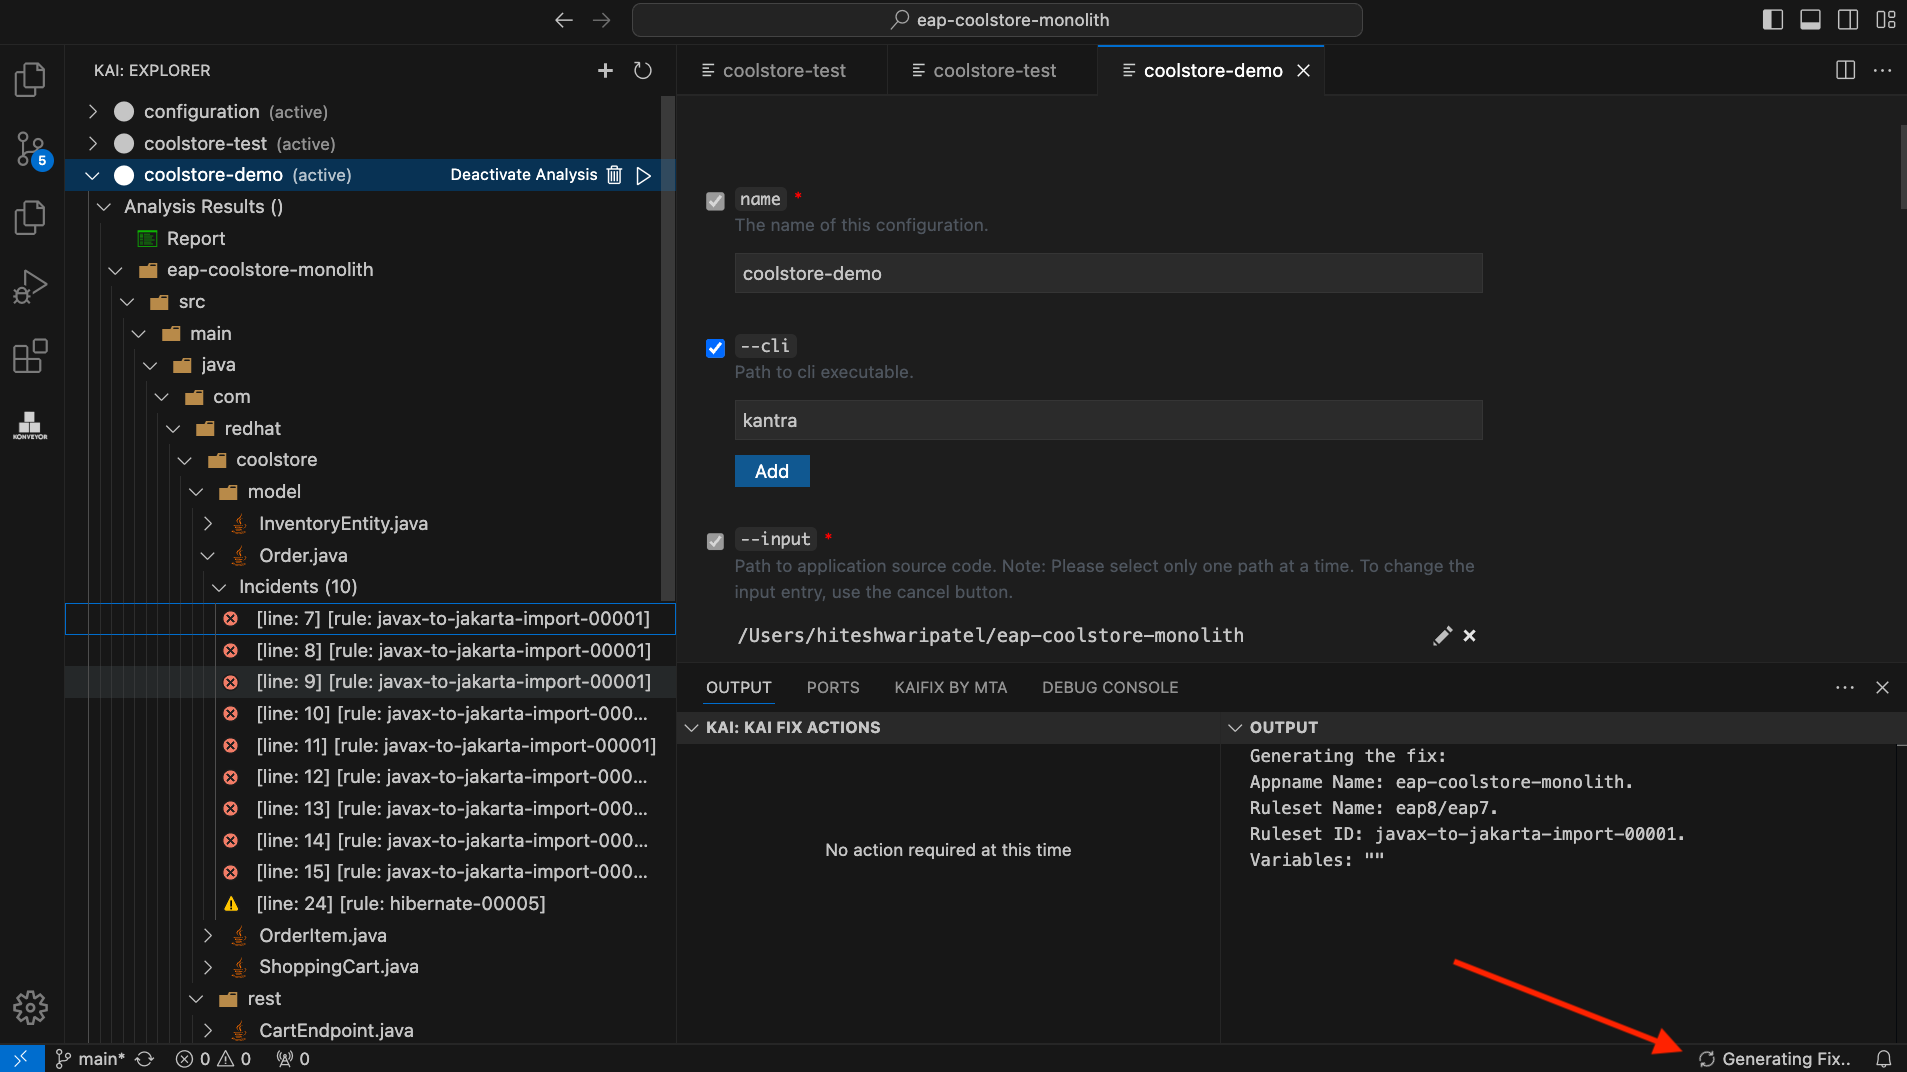 eap-coolstore-monolith
KAI: EXPLORER
configuration (active)
coolstore-test (active)
coolstore-demo (active) Deactivate Analysis
Analysis Results ()
Report
eap-coolstore-monolith
src
main
java
com
redhat
coolstore
model
InventoryEntity.java
Order.java
Incidents (10)
[line: 7] [rule: javax-to-jakarta-import-00001]
[line: 8] [rule: javax-to-jakarta-import-00001]
[line: 9] [rule: javax-to-jakarta-import-00001]
[line: 10] [rule: javax-to-jakarta-import-000...
[line: 11] [rule: javax-to-jakarta-import-00001]
[line: 12] [rule: javax-to-jakarta-import-000...
[line: 13] [rule: javax-to-jakarta-import-000...
[line: 14] [rule: javax-to-jakarta-import-000...
[line: 15] [rule: javax-to-jakarta-import-000...
[line: 24] [rule: hibernate-00005]
OrderItem.java
ShoppingCart.java
rest
CartEndpoint.java
5
KONVEYOR
coolstore-test
coolstore-test
coolstore-demo
name *
The name of this configuration.
coolstore-demo
--cli
Path to cli executable.
kantra
Add
--input *
Path to application source code. Note: Please select only one path at a time. To change the
input entry, use the cancel button.
/Users/hiteshwaripatel/eap-coolstore-monolith
OUTPUT PORTS KAIFIX BY MTA DEBUG CONSOLE
KAI: KAI FIX ACTIONS
No action required at this time
OUTPUT
Generating the fix:
Appname Name: eap-coolstore-monolith.
Ruleset Name: eap8/eap7.
Ruleset ID: javax-to-jakarta-import-00001.
Variables: ""
main* 0 0 0
Generating Fix..